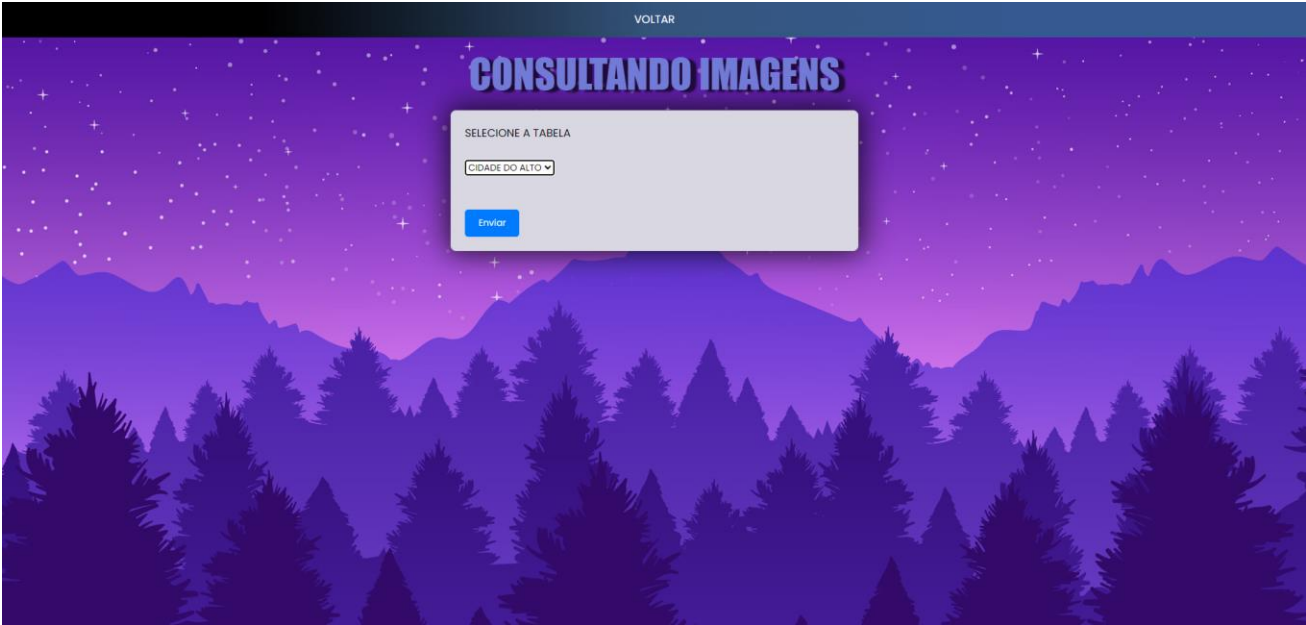 VOLTAR
CONSULTANDO IMAGENS
SELECIONE A TABELA
CIDADE DO ALTO
Enviar